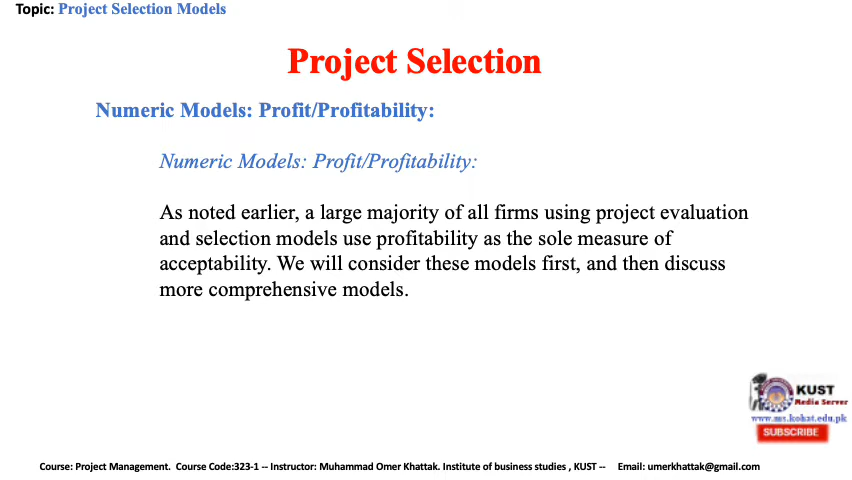 Topic: Project Selection Models
Project Selection
Numeric Models: Profit/Profitability:
Numeric Models: Profit/Profitability:
As noted earlier, a large majority of all firms using project evaluation
and selection models use profitability as the sole measure of
acceptability. We will consider these models first, and then discuss
more comprehensive models.
KUST
Media Server
www.ms.kohat.edu.pk
SUBSCRIBE
Course: Project Management. Course Code:323-1 -- Instructor: Muhammad Omer Khattak. Institute of business studies , KUST -- Email: umerkhattak@gmail.com